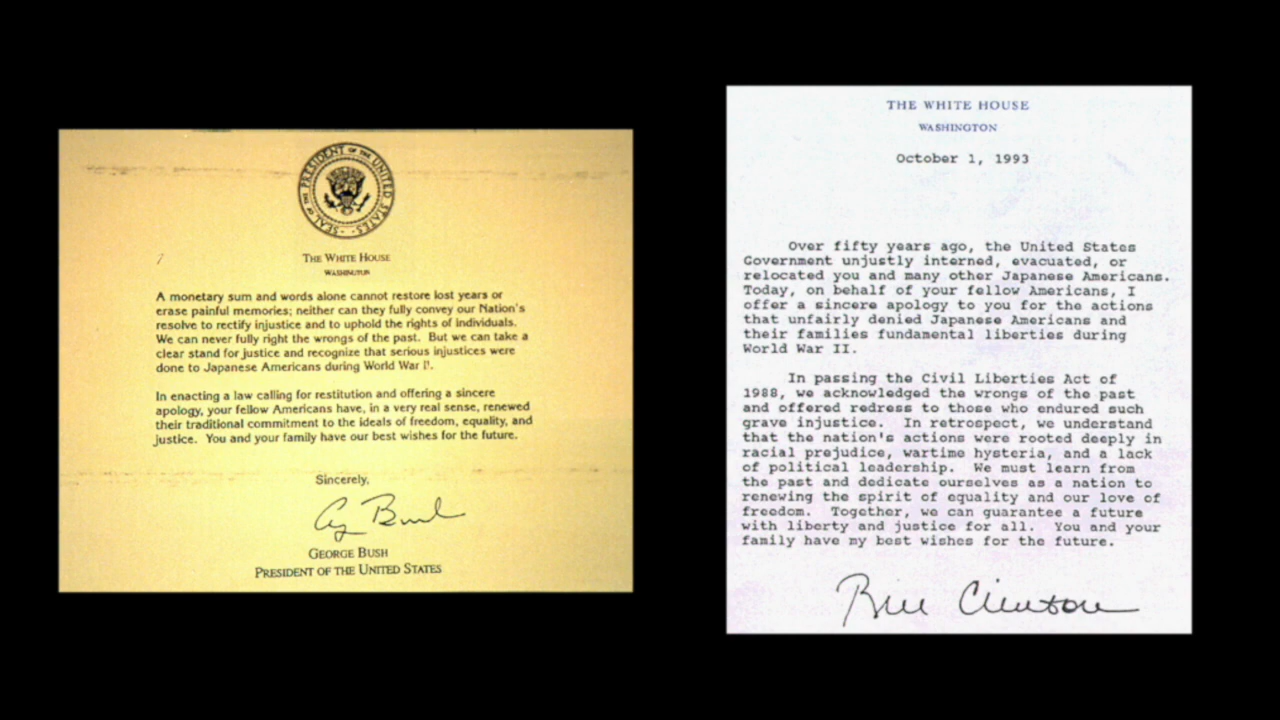 SEAL OF THE PRESIDENT OF THE UNITED STATES
THE WHITE HOUSE
WASHINGTON
A monetary sum and words alone cannot restore lost years or
erase painful memories; neither can they fully convey our Nation's
resolve to rectify injustice and to uphold the rights of individuals.
We can never fully right the wrongs of the past. But we can take a
clear stand for justice and recognize that serious injustices were
done to Japanese Americans during World War II.
In enacting a law calling for restitution and offering a sincere
apology, your fellow Americans have, in a very real sense, renewed
their traditional commitment to the ideals of freedom, equality, and
justice. You and your family have our best wishes for the future.
Sincerely,
Gg Bush
GEORGE BUSH
PRESIDENT OF THE UNITED STATES
THE WHITE HOUSE
WASHINGTON
October 1, 1993
Over fifty years ago, the United States
Government unjustly interned, evacuated, or
relocated you and many other Japanese Americans.
Today, on behalf of your fellow Americans, I
offer a sincere apology to you for the actions
that unfairly denied Japanese Americans and
their families fundamental liberties during
World War II.
In passing the Civil Liberties Act of
1988, we acknowledged the wrongs of the past
and offered redress to those who endured such
grave injustice. In retrospect, we understand
that the nation's actions were rooted deeply in
racial prejudice, wartime hysteria, and a lack
of political leadership. We must learn from
the past and dedicate ourselves as a nation to
renewing the spirit of equality and our love of
freedom. Together, we can guarantee a future
with liberty and justice for all. You and your
family have my best wishes for the future.
Bill Clinton